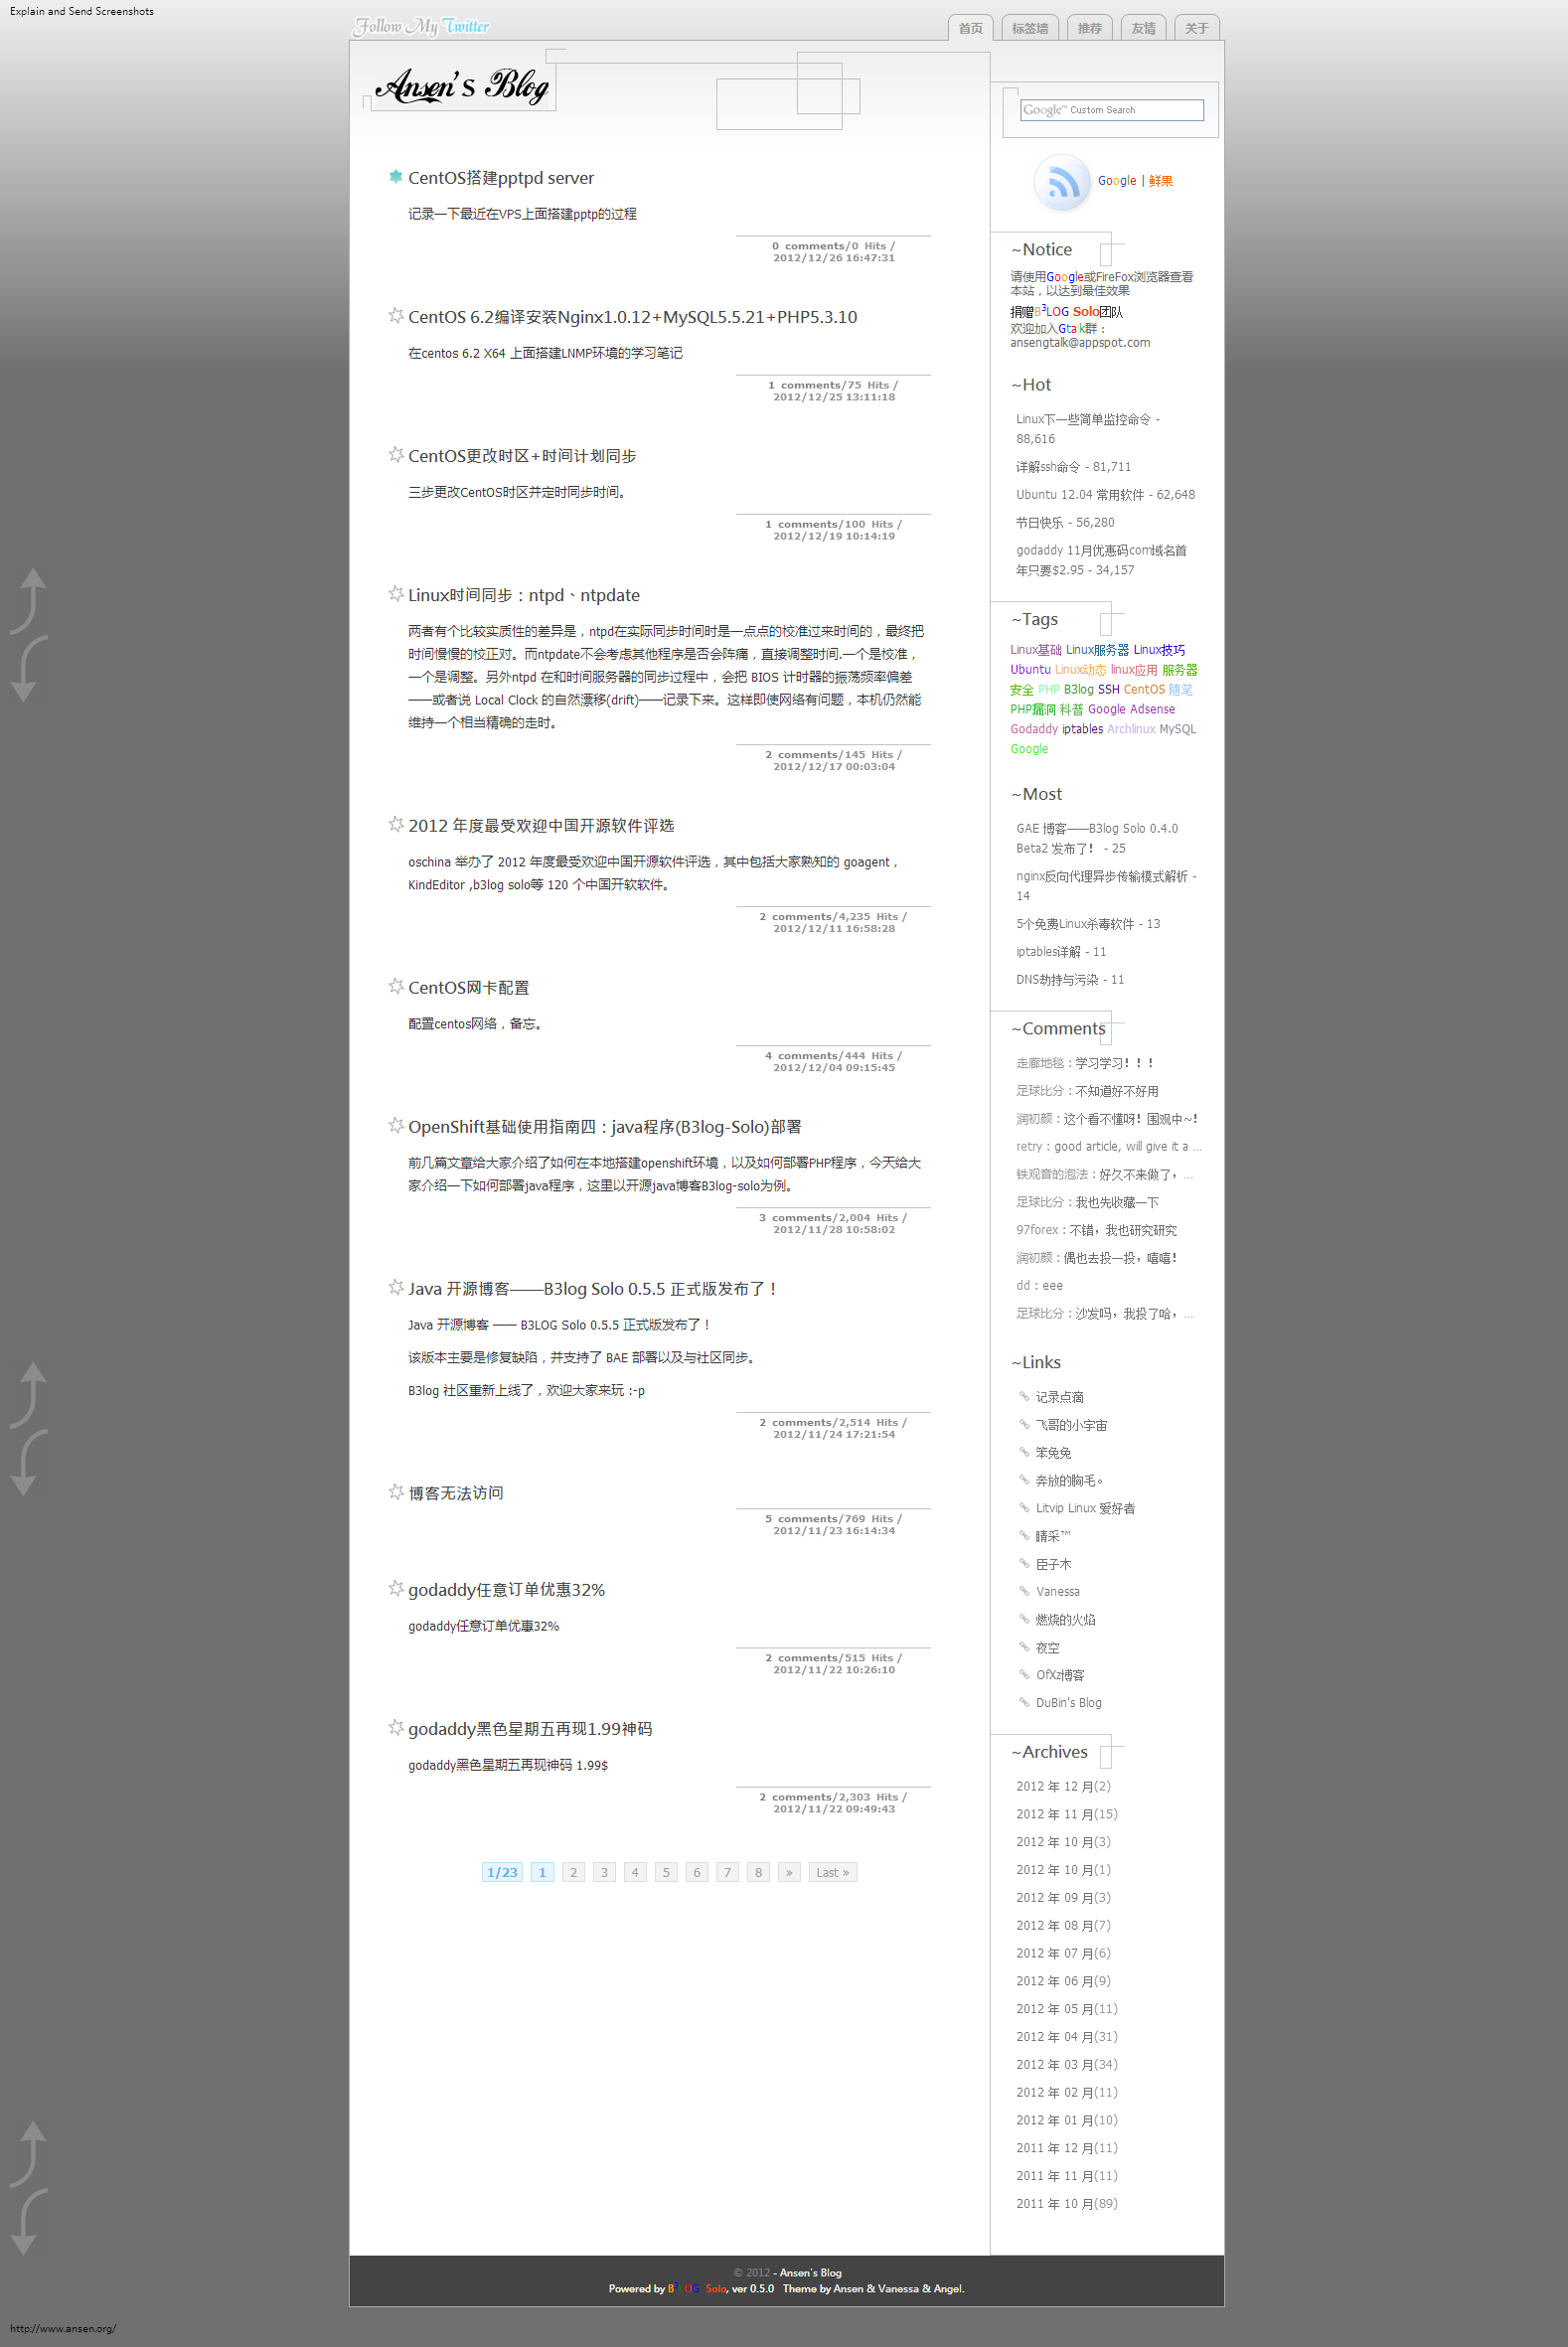 Explain and Send Screenshots
Follow My Twitter
首页 标签墙 推荐 友情 关于
Ansen's Blog
Google™ Custom Search
Google | 鲜果
CentOS搭建pptpd server
记录一下最近在VPS上面搭建pptp的过程
0 comments/0 Hits /
2012/12/26 16:47:31
CentOS 6.2编译安装Nginx1.0.12+MySQL5.5.21+PHP5.3.10
在centos 6.2 X64 上面搭建LNMP环境的学习笔记
1 comments/75 Hits /
2012/12/25 13:11:18
CentOS更改时区+时间计划同步
三步更改CentOS时区并定时同步时间。
1 comments/100 Hits /
2012/12/19 10:14:19
Linux时间同步：ntpd、ntpdate
两者有个比较实质性的差异是，ntpd在实际同步时间时是一点点的校准过来时间的，最终把
时间慢慢的校正对。而ntpdate不会考虑其他程序是否会阵痛，直接调整时间.一个是校准，
一个是调整。另外ntpd 在和时间服务器的同步过程中，会把 BIOS 计时器的振荡频率偏差
——或者说 Local Clock 的自然漂移(drift)——记录下来。这样即使网络有问题，本机仍然能
维持一个相当精确的走时。
2 comments/145 Hits /
2012/12/17 00:03:04
2012 年度最受欢迎中国开源软件评选
oschina 举办了 2012 年度最受欢迎中国开源软件评选，其中包括大家熟知的 goagent，
KindEditor ,b3log solo等 120 个中国开软软件。
2 comments/4,235 Hits /
2012/12/11 16:58:28
CentOS网卡配置
配置centos网络，备忘。
4 comments/444 Hits /
2012/12/04 09:15:45
OpenShift基础使用指南四：java程序(B3log-Solo)部署
前几篇文章给大家介绍了如何在本地搭建openshift环境，以及如何部署PHP程序，今天给大
家介绍一下如何部署java程序，这里以开源java博客B3log-solo为例。
3 comments/2,004 Hits /
2012/11/28 10:58:02
Java 开源博客——B3log Solo 0.5.5 正式版发布了！
Java 开源博客 —— B3LOG Solo 0.5.5 正式版发布了！
该版本主要是修复缺陷，并支持了 BAE 部署以及与社区同步。
B3log 社区重新上线了，欢迎大家来玩 :-p
2 comments/2,514 Hits /
2012/11/24 17:21:54
博客无法访问
5 comments/769 Hits /
2012/11/23 16:14:34
godaddy任意订单优惠32%
godaddy任意订单优惠32%
2 comments/515 Hits /
2012/11/22 10:26:10
godaddy黑色星期五再现1.99神码
godaddy黑色星期五再现神码 1.99$
2 comments/2,303 Hits /
2012/11/22 09:49:43
1/23 1 2 3 4 5 6 7 8 » Last »
~Notice
请使用Google或FireFox浏览器查看
本站，以达到最佳效果
捐赠B3LOG Solo团队
欢迎加入Gtak群：
ansengtalk@appspot.com
~Hot
Linux下一些简单监控命令 -
88,616
详解ssh命令 - 81,711
Ubuntu 12.04 常用软件 - 62,648
节日快乐 - 56,280
godaddy 11月优惠码com域名首
年只要$2.95 - 34,157
~Tags
Linux基础 Linux服务器 Linux技巧
Ubuntu Linux动态 linux应用 服务器
安全 PHP B3log SSH CentOS 随笔
PHP漏洞 科普 Google Adsense
Godaddy iptables Archlinux MySQL
Google
~Most
GAE 博客——B3log Solo 0.4.0
Beta2 发布了！ - 25
nginx反向代理异步传输模式解析 -
14
5个免费Linux杀毒软件 - 13
iptables详解 - 11
DNS劫持与污染 - 11
~Comments
走廊地毯：学习学习！！！
足球比分：不知道好不好用
润初颜：这个看不懂呀！围观中~!
retry：good article, will give it a ...
铁观音的泡法：好久不来做了，...
足球比分：我也先收藏一下
97forex：不错，我也研究研究
润初颜：偶也去投一投，嘻嘻！
dd：eee
足球比分：沙发吗，我投了哈，...
~Links
记录点滴
飞哥的小宇宙
笨兔兔
奔放的胸毛。
Litvip Linux 爱好者
睛采™
臣子木
Vanessa
燃烧的火焰
夜空
OfXz博客
DuBin's Blog
~Archives
2012 年 12 月(2)
2012 年 11 月(15)
2012 年 10 月(3)
2012 年 10 月(1)
2012 年 09 月(3)
2012 年 08 月(7)
2012 年 07 月(6)
2012 年 06 月(9)
2012 年 05 月(11)
2012 年 04 月(31)
2012 年 03 月(34)
2012 年 02 月(11)
2012 年 01 月(10)
2011 年 12 月(11)
2011 年 11 月(11)
2011 年 10 月(89)
© 2012 - Ansen's Blog
Powered by B3LOG Solo, ver 0.5.0 Theme by Ansen & Vanessa & Angel.
http://www.ansen.org/